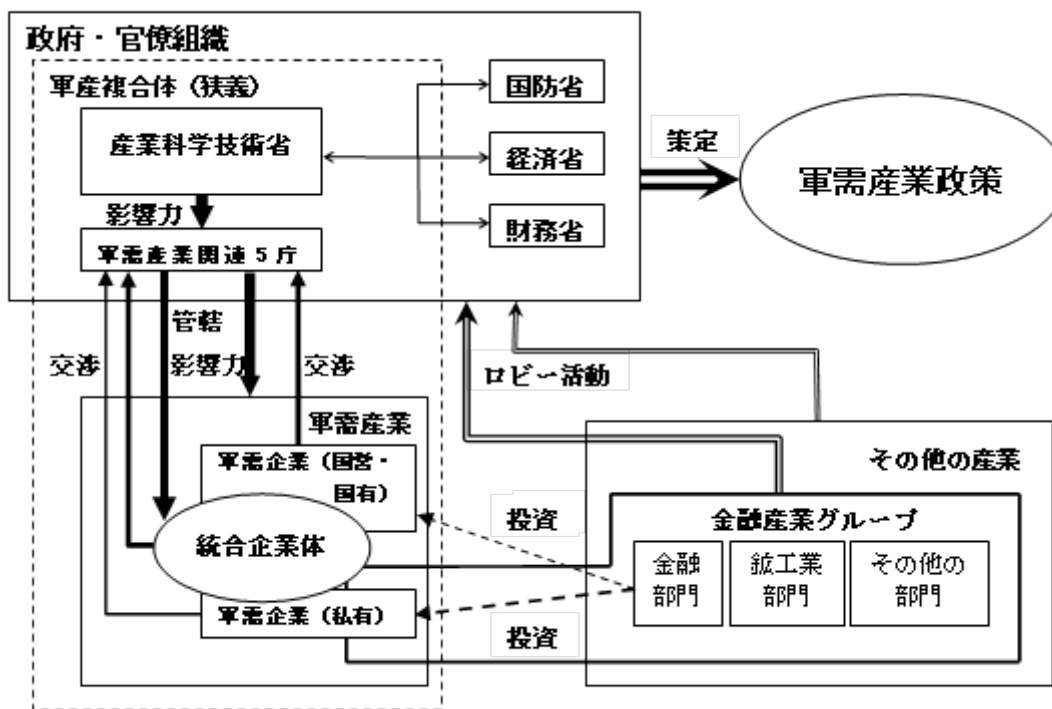 政府・官僚組織
軍産複合体（狭義）
産業科学技術省
国防省
経済省
財務省
策定
軍需産業政策
影響力
軍需産業関連５庁
管轄
交渉
影響力
交渉
ロビー活動
軍需産業
軍需企業（国営・
国有）
統合企業体
軍需企業（私有）
投資
投資
その他の産業
金融産業グループ
金融
部門
鉱工業
部門
その他の
部門